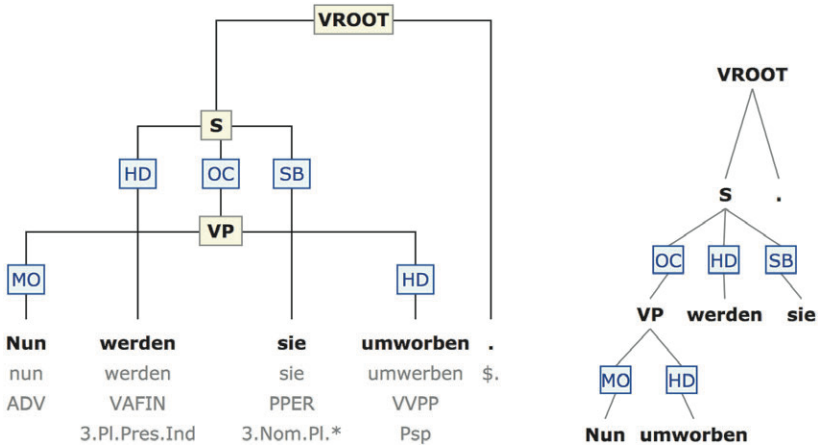 VROOT
S
HD OC SB
VP
MO HD
Nun werden sie umworben .
nun werden sie umwerben $.
ADV VAFIN PPER VVPP
3.Pl.Pres.Ind 3.Nom.Pl.* Psp
VROOT
S .
OC HD SB
VP werden sie
MO HD
Nun umworben